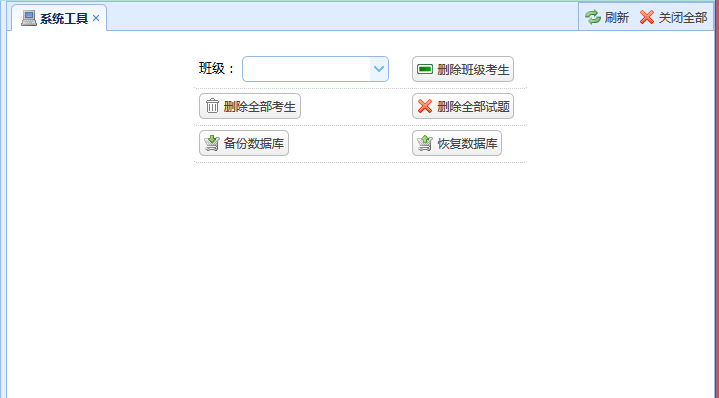 系统工具 刷新 关闭全部
班级： 删除班级考生
删除全部考生 删除全部试题
备份数据库 恢复数据库